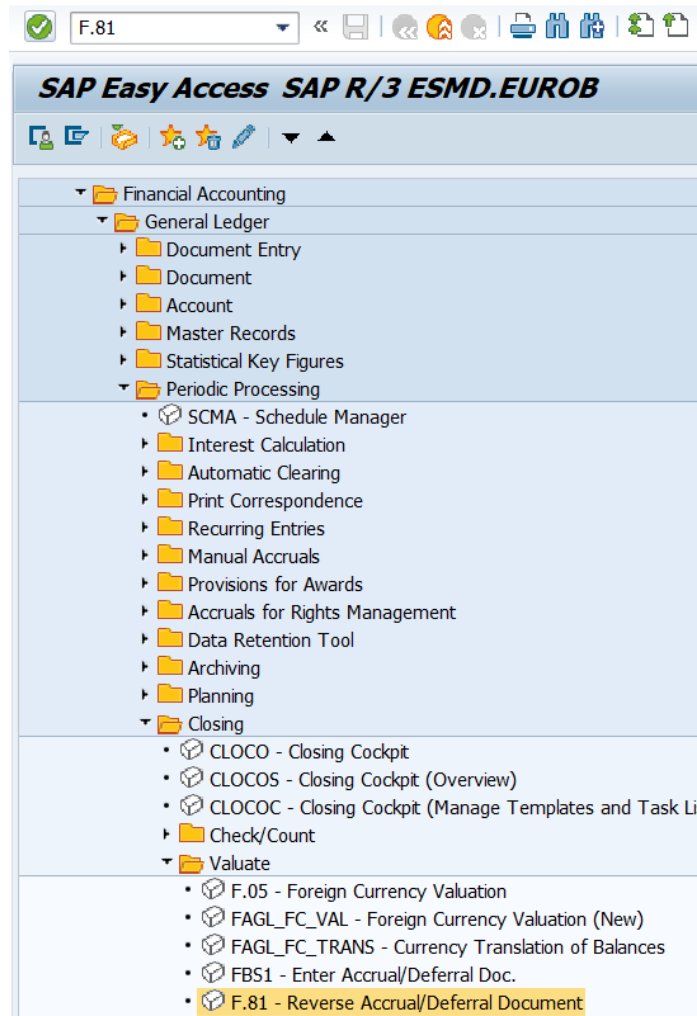 F.81
SAP Easy Access SAP R/3 ESMD.EUROB
Financial Accounting
General Ledger
Document Entry
Document
Account
Master Records
Statistical Key Figures
Periodic Processing
SCMA - Schedule Manager
Interest Calculation
Automatic Clearing
Print Correspondence
Recurring Entries
Manual Accruals
Provisions for Awards
Accruals for Rights Management
Data Retention Tool
Archiving
Planning
Closing
CLOCO - Closing Cockpit
CLOCOS - Closing Cockpit (Overview)
CLOCOC - Closing Cockpit (Manage Templates and Task Li
Check/Count
Valuate
F.05 - Foreign Currency Valuation
FAGL_FC_VAL - Foreign Currency Valuation (New)
FAGL_FC_TRANS - Currency Translation of Balances
FBS1 - Enter Accrual/Deferral Doc.
F.81 - Reverse Accrual/Deferral Document